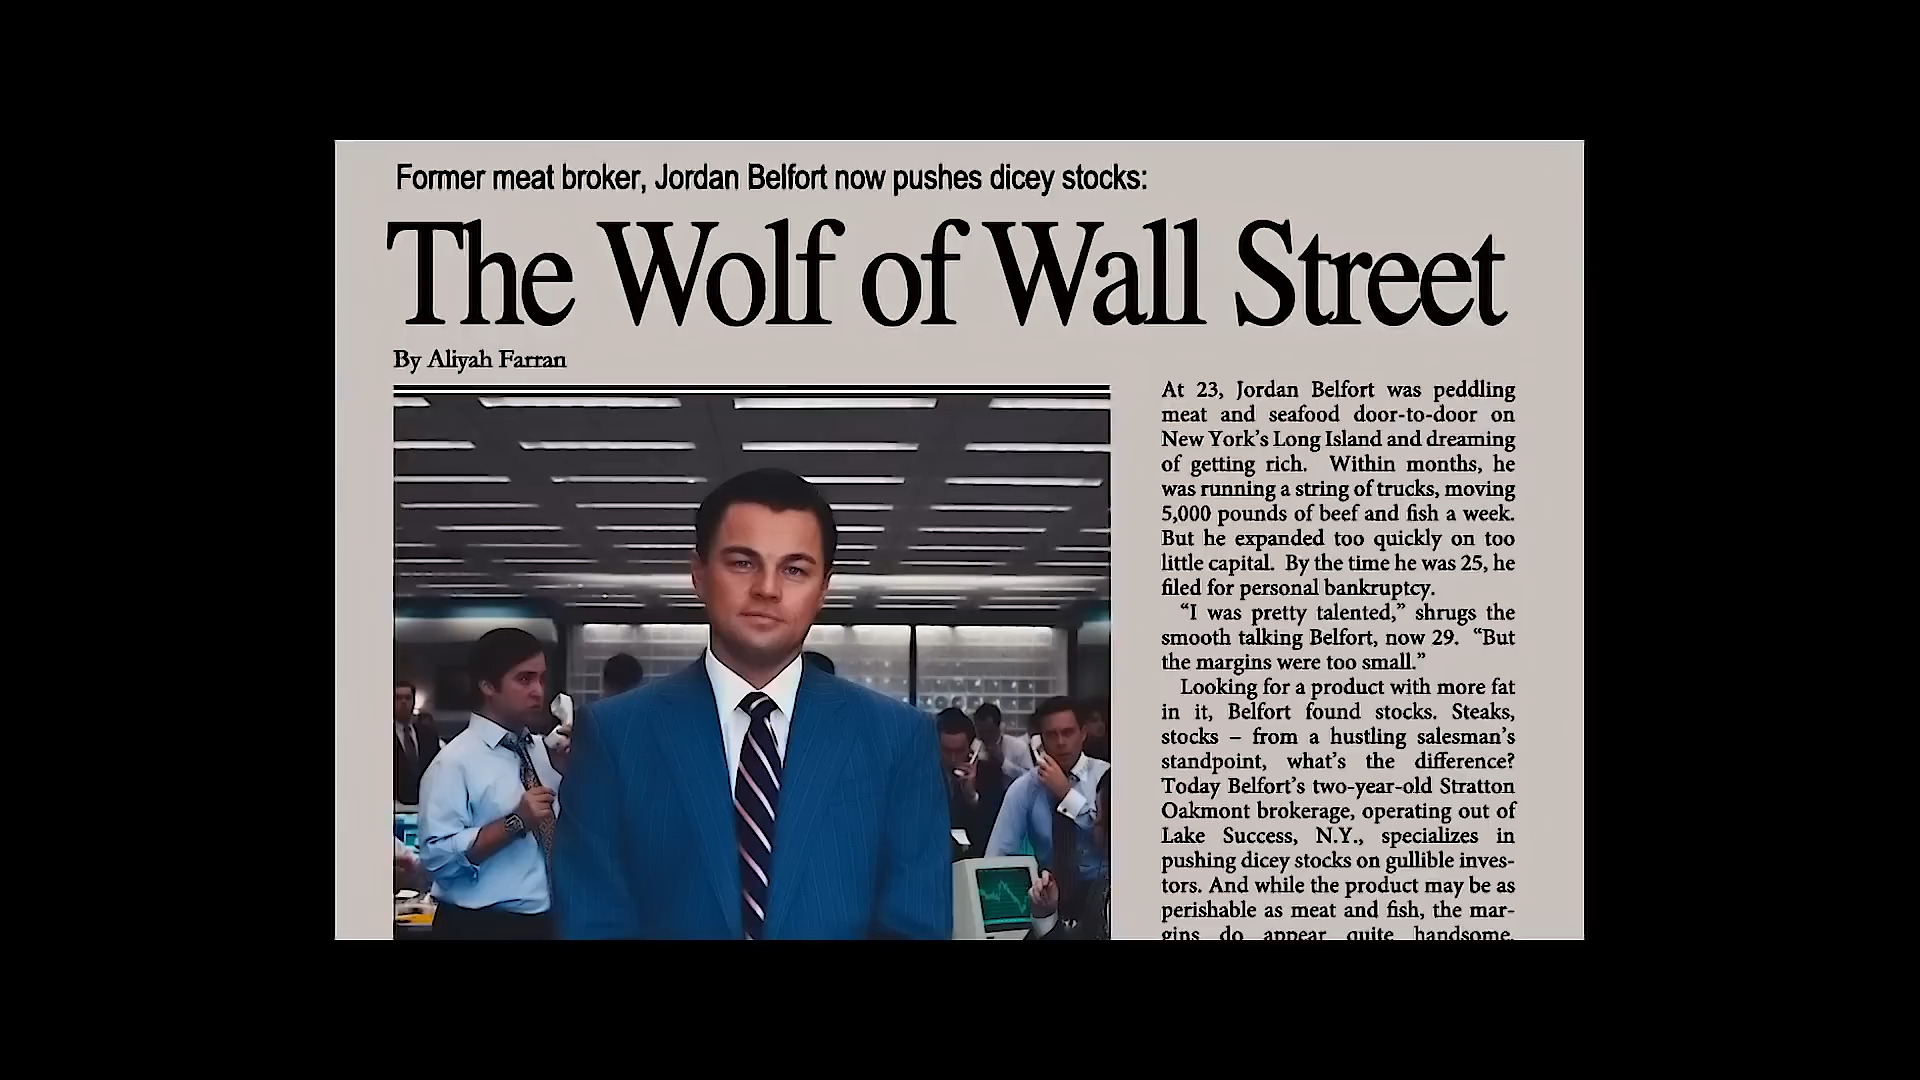 Former meat broker, Jordan Belfort now pushes dicey stocks:
The Wolf of Wall Street
By Aliyah Farran
At 23, Jordan Belfort was peddling
meat and seafood door-to-door on
New York's Long Island and dreaming
of getting rich. Within months, he
was running a string of trucks, moving
5,000 pounds of beef and fish a week.
But he expanded too quickly on too
little capital. By the time he was 25, he
filed for personal bankruptcy.
“I was pretty talented,” shrugs the
smooth talking Belfort, now 29. “But
the margins were too small.”
Looking for a product with more fat
in it, Belfort found stocks. Steaks,
stocks – from a hustling salesman's
standpoint, what's the difference?
Today Belfort's two-year-old Stratton
Oakmont brokerage, operating out of
Lake Success, N.Y., specializes in
pushing dicey stocks on gullible inves-
tors. And while the product may be as
perishable as meat and fish, the mar-
gins do appear quite handsome.